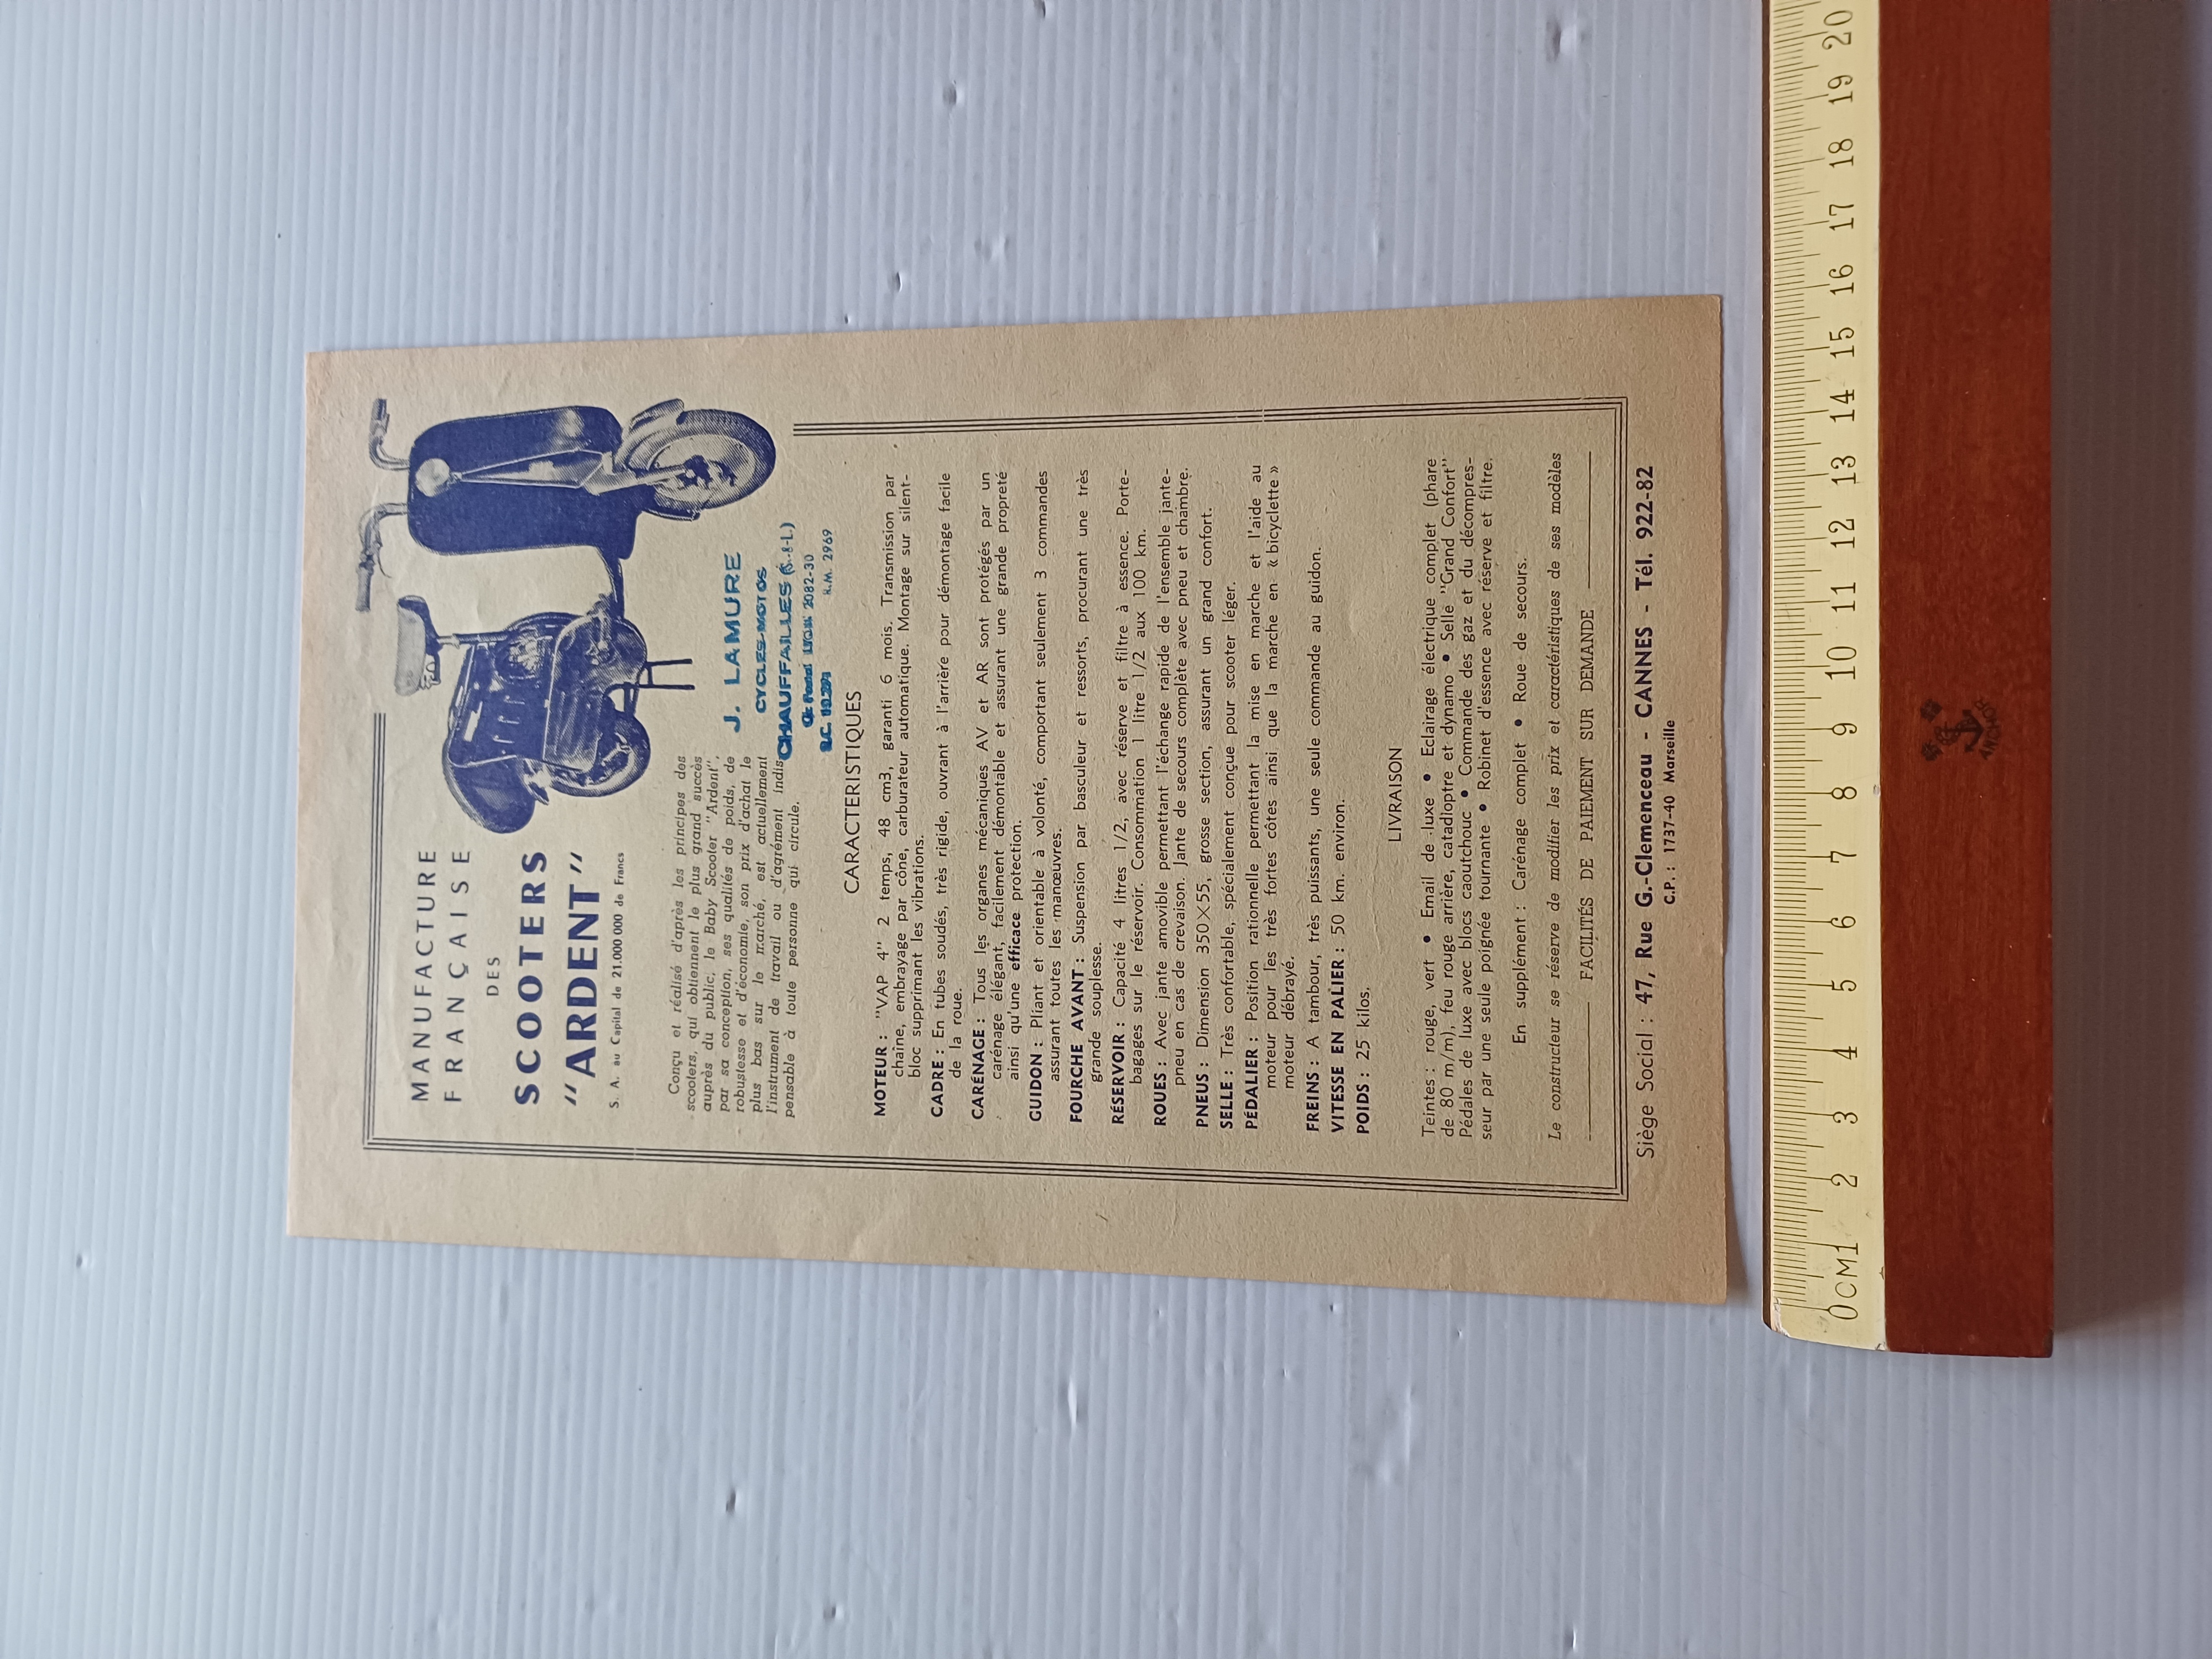 MANUFACTURE
FRANÇAISE
DES
SCOOTERS
"ARDENT"
S. A. au Capital de 21.000.000 de Francs
Conçu et réalisé d'après les principes des
scooters, qui obtiennent le plus grand succès
auprès du public, le Baby Scooter "Ardent",
par sa conception, ses qualités de poids, de
robustesse et d'économie, son prix d'achat le
plus bas sur le marché, est actuellement
l'instrument de travail ou d'agrément indis-
pensable à toute personne qui circule.
J. LAMURE
CYCLES-MOTOS
CHAUFFAILLES (S.-&-L.)
LYON 2082-30
R.C. R.M. 2969
CARACTERISTIQUES
MOTEUR : "VAP 4" 2 temps, 48 cm3, garanti 6 mois. Transmission par
chaîne, embrayage par cône, carburateur automatique. Montage sur silent-
bloc supprimant les vibrations.
CADRE : En tubes soudés, très rigide, ouvrant à l'arrière pour démontage facile
de la roue.
CARÉNAGE : Tous les organes mécaniques AV et AR sont protégés par un
carénage élégant, facilement démontable et assurant une grande propreté
ainsi qu'une efficace protection.
GUIDON : Pliant et orientable à volonté, comportant seulement 3 commandes
assurant toutes les manœuvres.
FOURCHE AVANT : Suspension par basculeur et ressorts, procurant une très
grande souplesse.
RÉSERVOIR : Capacité 4 litres 1/2, avec réserve et filtre à essence. Porte-
bagages sur le réservoir. Consommation 1 litre 1/2 aux 100 km.
ROUES : Avec jante amovible permettant l'échange rapide de l'ensemble jante-
pneu en cas de crevaison. Jante de secours complète avec pneu et chambre.
PNEUS : Dimension 350×55, grosse section, assurant un grand confort.
SELLE : Très confortable, spécialement conçue pour scooter léger.
PÉDALIER : Position rationnelle permettant la mise en marche et l'aide au
moteur pour les très fortes côtes ainsi que la marche en « bicyclette »
moteur débrayé.
FREINS : A tambour, très puissants, une seule commande au guidon.
VITESSE EN PALIER : 50 km. environ.
POIDS : 25 kilos.
LIVRAISON
Teintes : rouge, vert • Email de luxe • Eclairage électrique complet (phare
de 80 m/m), feu rouge arrière, catadioptre et dynamo • Selle "Grand Confort"
Pédales de luxe avec blocs caoutchouc • Commande des gaz et du décompres-
seur par une seule poignée tournante • Robinet d'essence avec réserve et filtre.
En supplément : Carénage complet • Roue de secours.
Le constructeur se réserve de modifier les prix et caractéristiques de ses modèles
FACILITÉS DE PAIEMENT SUR DEMANDE
Siège Social : 47, Rue G.-Clemenceau - CANNES - Tél. 922-82
C.P. : 1737-40 Marseille
0CM1 2 3 4 5 6 7 8 9 10 11 12 13 14 15 16 17 18 19 20
ANCHOR